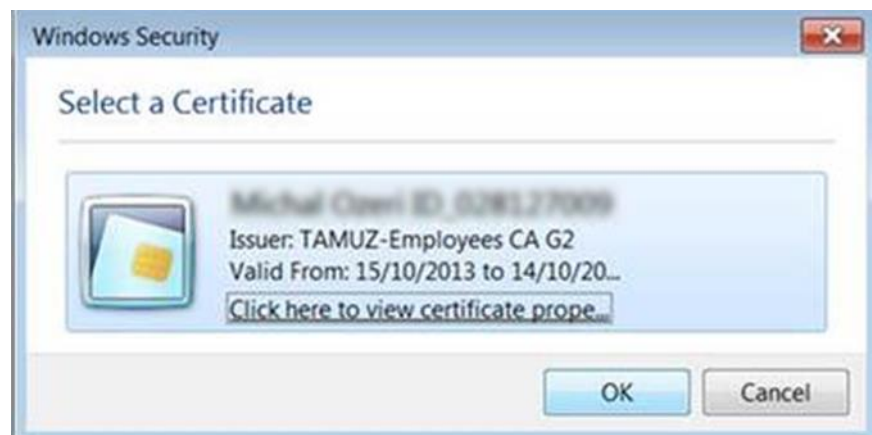 Windows Security
Select a Certificate
Issuer: TAMUZ-Employees CA G2
Valid From: 15/10/2013 to 14/10/20...
Click here to view certificate prope...
OK
Cancel